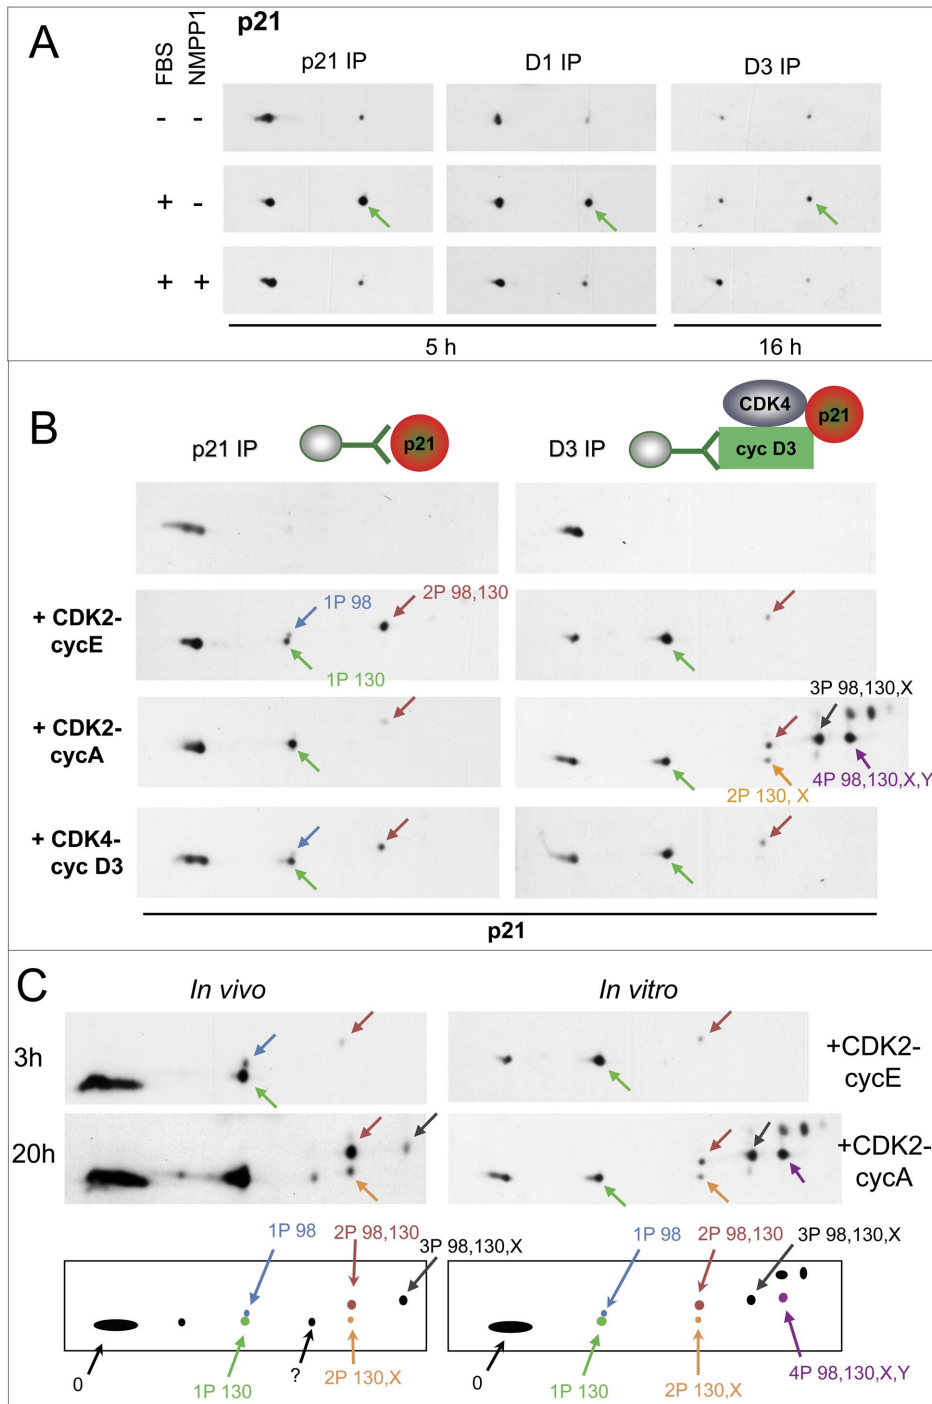 A
p21
FBS
NMPP1
p21 IP
D1 IP
D3 IP
- -
+ -
+ +
5 h
16 h
B
p21 IP
p21
D3 IP
CDK4
p21
cyc D3
+ CDK2-
cycE
1P 98
2P 98,130
1P 130
+ CDK2-
cycA
3P 98,130,X
2P 130, X
4P 98,130,X,Y
+ CDK4-
cyc D3
p21
C
In vivo
In vitro
3h
+CDK2-
cycE
20h
+CDK2-
cycA
1P 98
2P 98,130
3P 98,130,X
0
1P 130
?
2P 130,X
1P 98
2P 98,130
3P 98,130,X
0
1P 130
2P 130,X
4P 98,130,X,Y